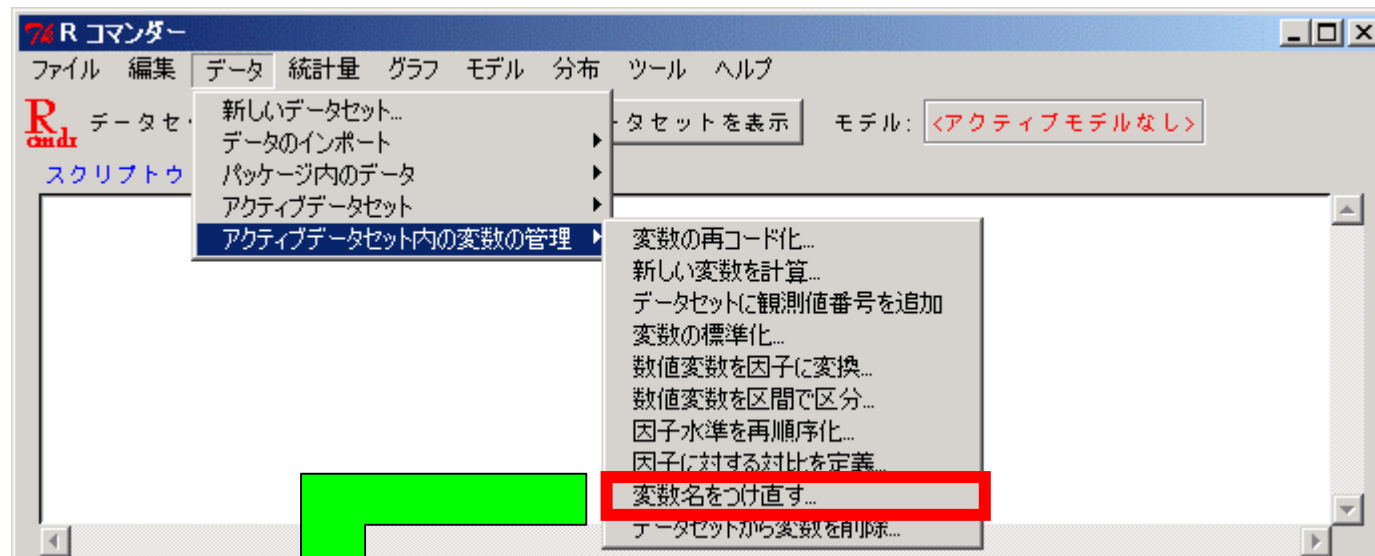 R コマンダー
ファイル 編集 データ 統計量 グラフ モデル 分布 ツール ヘルプ
R cmdr データセ タセットを表示 モデル: <アクティブモデルなし>
スクリプトウ
新しいデータセット...
データのインポート
パッケージ内のデータ
アクティブデータセット
アクティブデータセット内の変数の管理
変数の再コード化...
新しい変数を計算...
データセットに観測値番号を追加
変数の標準化...
数値変数を因子に変換...
数値変数を区間で区分...
因子水準を再順序化...
因子に対する対比を定義...
変数名をつけ直す...
データセットから変数を削除...